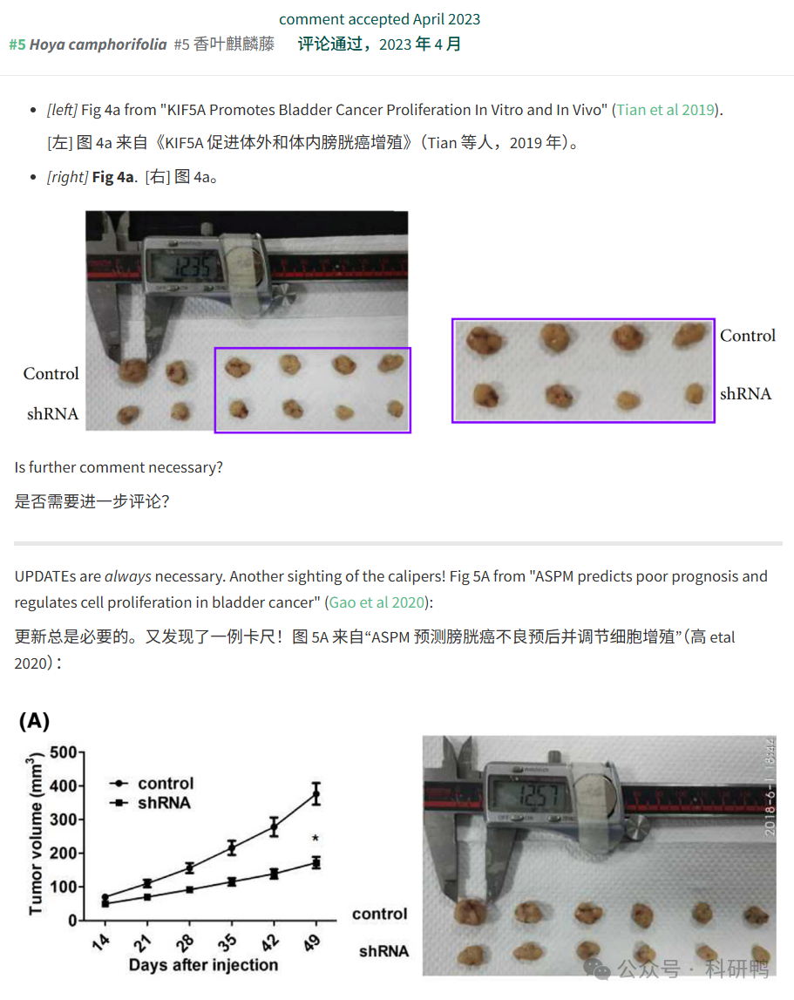 comment accepted April 2023
#5 Hoya camphorifolia #5 香叶麒麟藤 评论通过，2023 年 4 月
[left] Fig 4a from "KIF5A Promotes Bladder Cancer Proliferation In Vitro and In Vivo" (Tian et al 2019).
[左] 图 4a 来自《KIF5A 促进体外和体内膀胱癌增殖》（Tian 等人，2019 年）。
[right] Fig 4a. [右] 图 4a。
12.35
Control
shRNA
Control
shRNA
Is further comment necessary?
是否需要进一步评论？
UPDATEs are always necessary. Another sighting of the calipers! Fig 5A from "ASPM predicts poor prognosis and
regulates cell proliferation in bladder cancer" (Gao et al 2020):
更新总是必要的。又发现了一例卡尺！图 5A 来自“ASPM 预测膀胱癌不良预后并调节细胞增殖”（高 etal
2020）：
(A)
Tumor volume (mm3)
500
400
300
200
100
0
control
shRNA
*
14 21 28 35 42 49
Days after injection
12.57
2018-6-1 18:44
control
shRNA
公众号 · 科研鸭